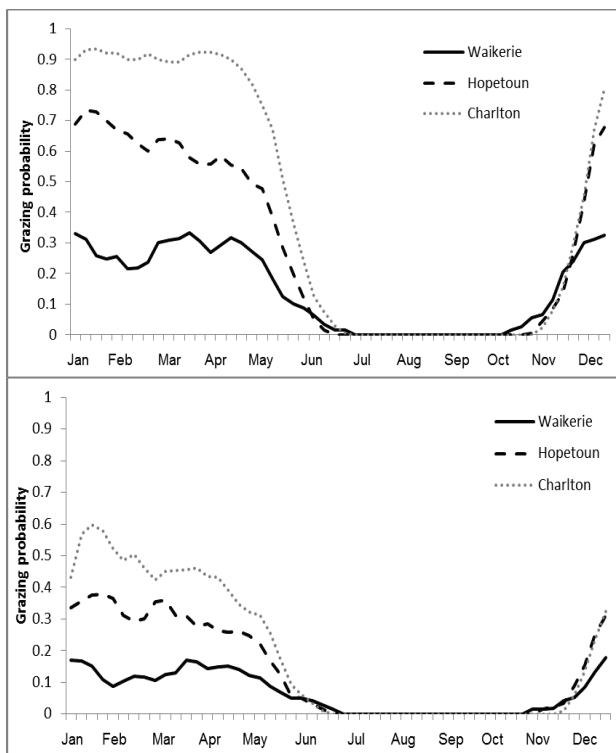 1
0.9
0.8
0.7
0.6
0.5
0.4
0.3
0.2
0.1
0
Grazing probability
Waikerie
Hopetoun
Charlton
Jan Feb Mar Apr May Jun Jul Aug Sep Oct Nov Dec
1
0.9
0.8
0.7
0.6
0.5
0.4
0.3
0.2
0.1
0
Grazing probability
Waikerie
Hopetoun
Charlton
Jan Feb Mar Apr May Jun Jul Aug Sep Oct Nov Dec